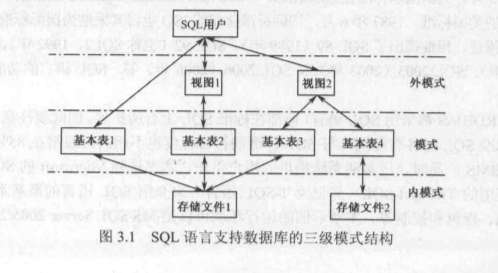 SQL用户
视图1 视图2
外模式
基本表1 基本表2 基本表3 基本表4 模式
内模式
存储文件1 存储文件2
图 3.1 SQL 语言支持数据库的三级模式结构